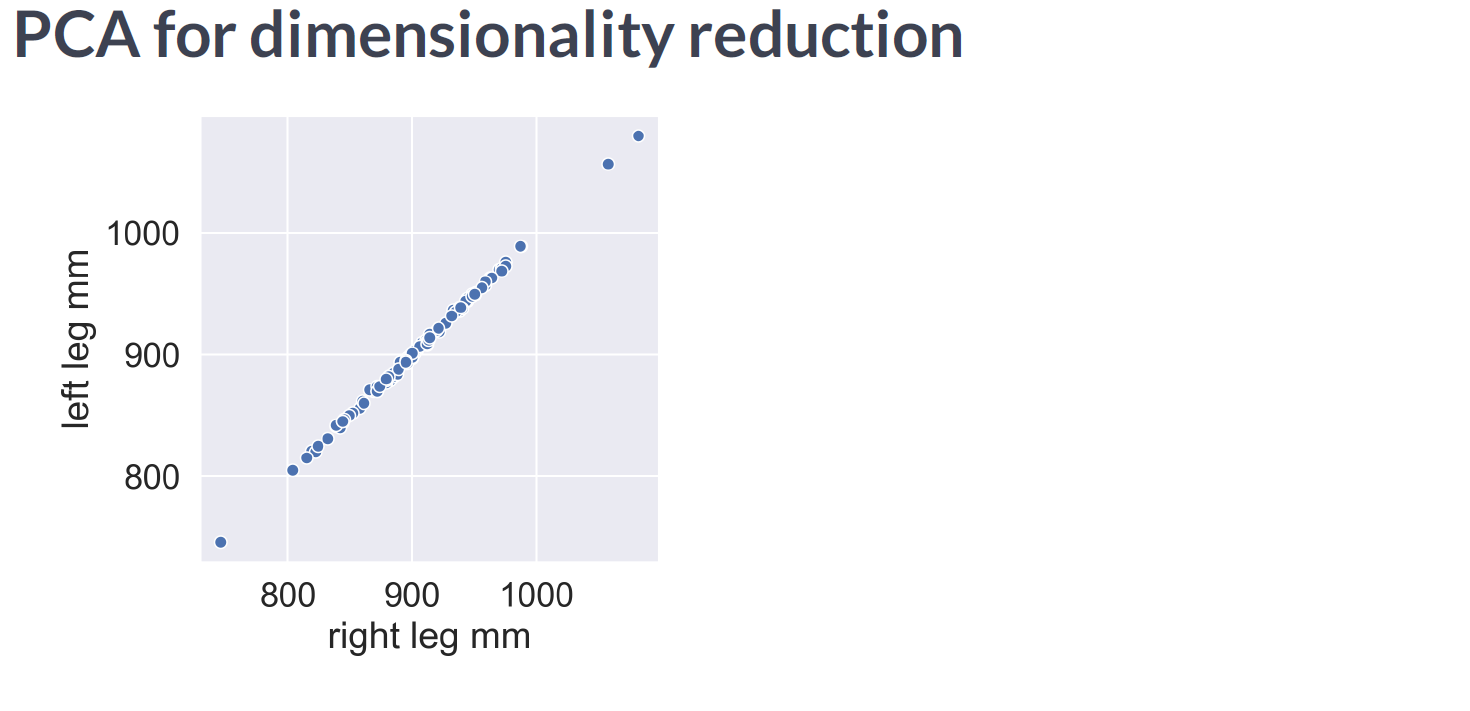 PCA for dimensionality reduction
1000
900
800
left leg mm
800 900 1000
right leg mm